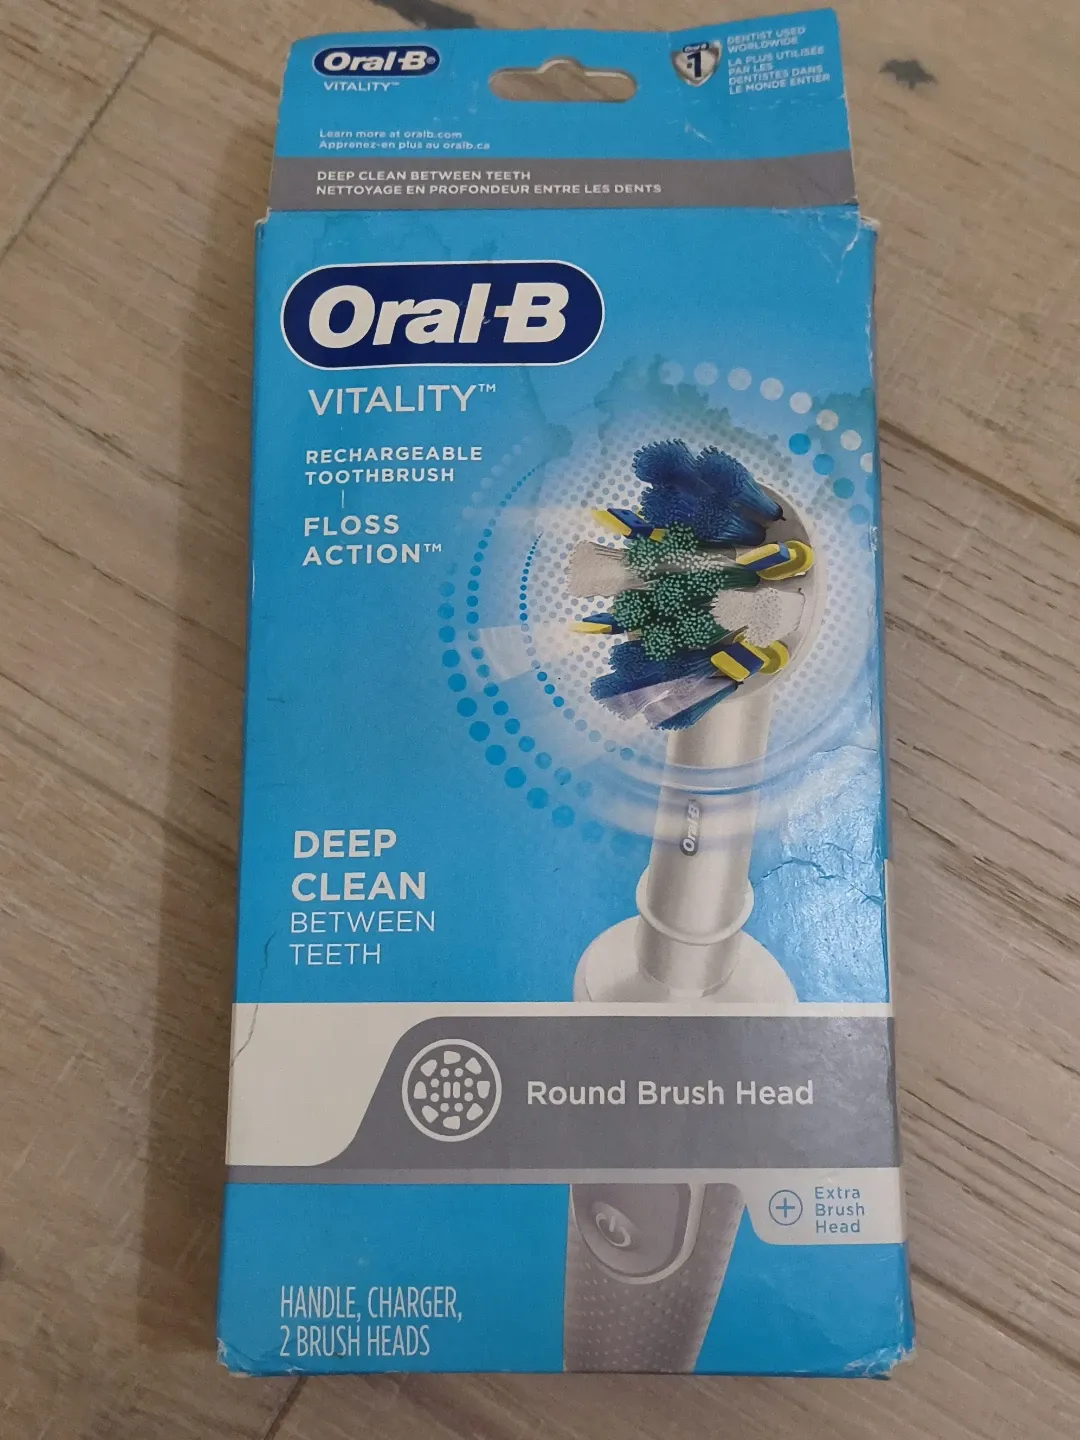 Oral-B®
VITALITY™
Oral-B
#1
DENTIST USED
WORLDWIDE
LA PLUS UTILISÉE
PAR LES
DENTISTES DANS
LE MONDE ENTIER
Learn more at oralb.com
Apprenez-en plus au oralb.ca
DEEP CLEAN BETWEEN TEETH
NETTOYAGE EN PROFONDEUR ENTRE LES DENTS
Oral-B
VITALITY™
RECHARGEABLE
TOOTHBRUSH
FLOSS
ACTION™
Oral-B
DEEP
CLEAN
BETWEEN
TEETH
Round Brush Head
Extra
Brush
Head
HANDLE, CHARGER,
2 BRUSH HEADS